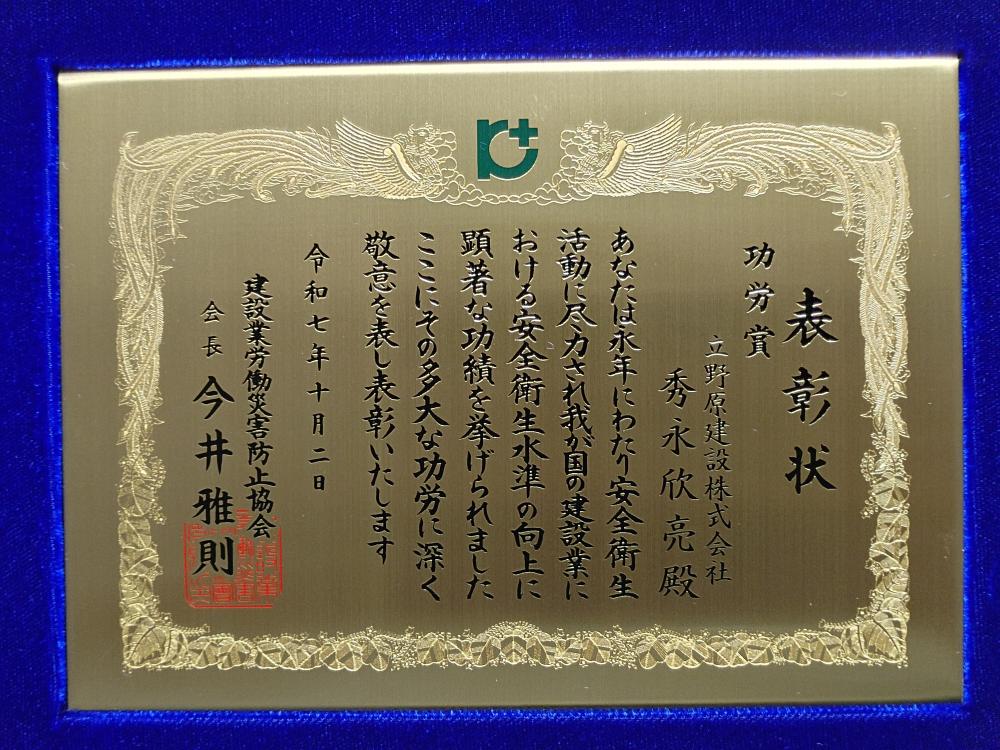 表彰状
功労賞
立野原建設株式会社
秀永欣亮殿
あなたは永年にわたり安全衛生
活動に尽力され我が国の建設業に
おける安全衛生水準の向上に
顕著な功績を挙げられました
ここにその多大な功労に深く
敬意を表し表彰いたします
令和七年十月二日
建設業労働災害防止協会
会長 今井雅則